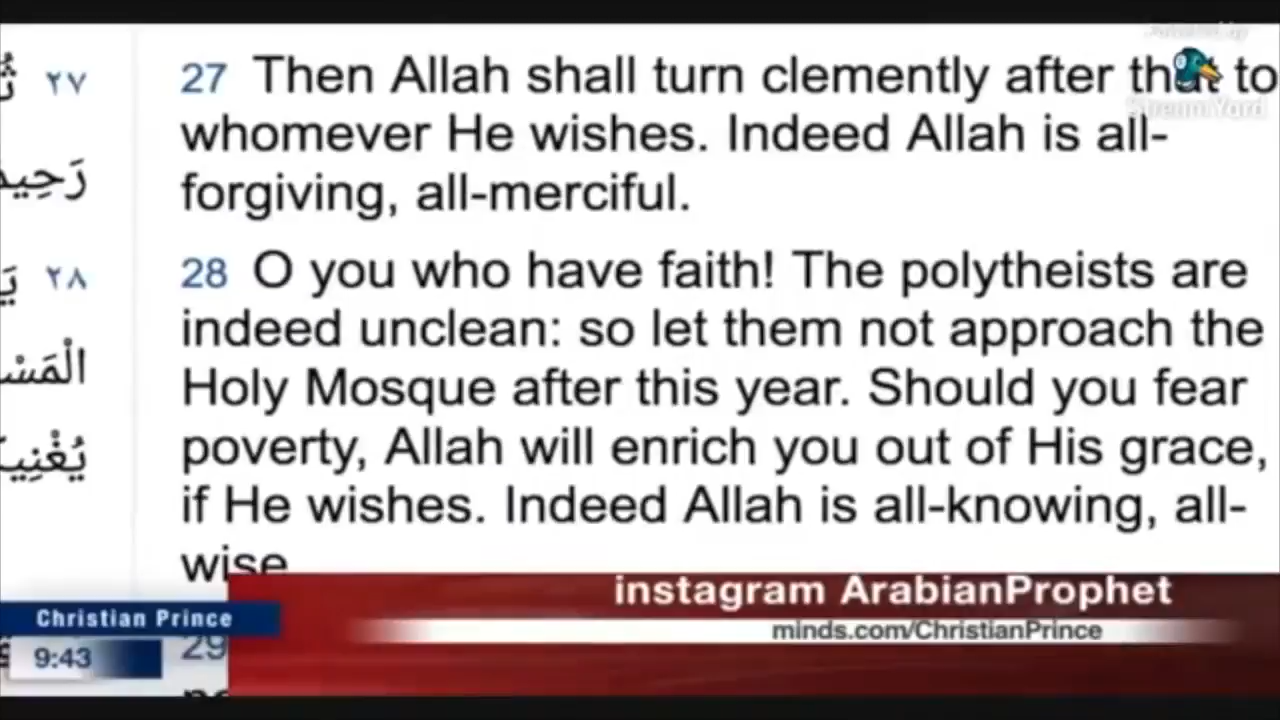 Powered by
StreamYard
٢٧
27 Then Allah shall turn clemently after that to
whomever He wishes. Indeed Allah is all-
forgiving, all-merciful.
٢٨
28 O you who have faith! The polytheists are
indeed unclean: so let them not approach the
Holy Mosque after this year. Should you fear
poverty, Allah will enrich you out of His grace,
if He wishes. Indeed Allah is all-knowing, all-
wise
instagram ArabianProphet
Christian Prince
minds.com/ChristianPrince
29
9:43